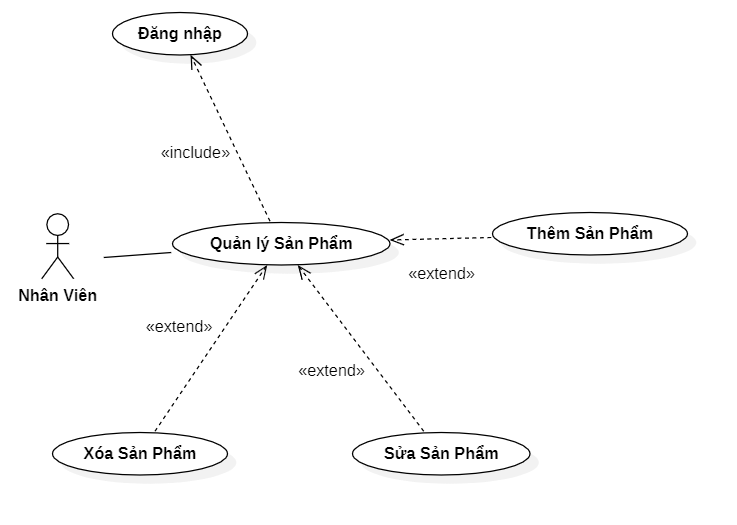 Đăng nhập
«include»
Quản lý Sản Phẩm
Thêm Sản Phẩm
«extend»
Nhân Viên
«extend»
«extend»
Xóa Sản Phẩm
Sửa Sản Phẩm